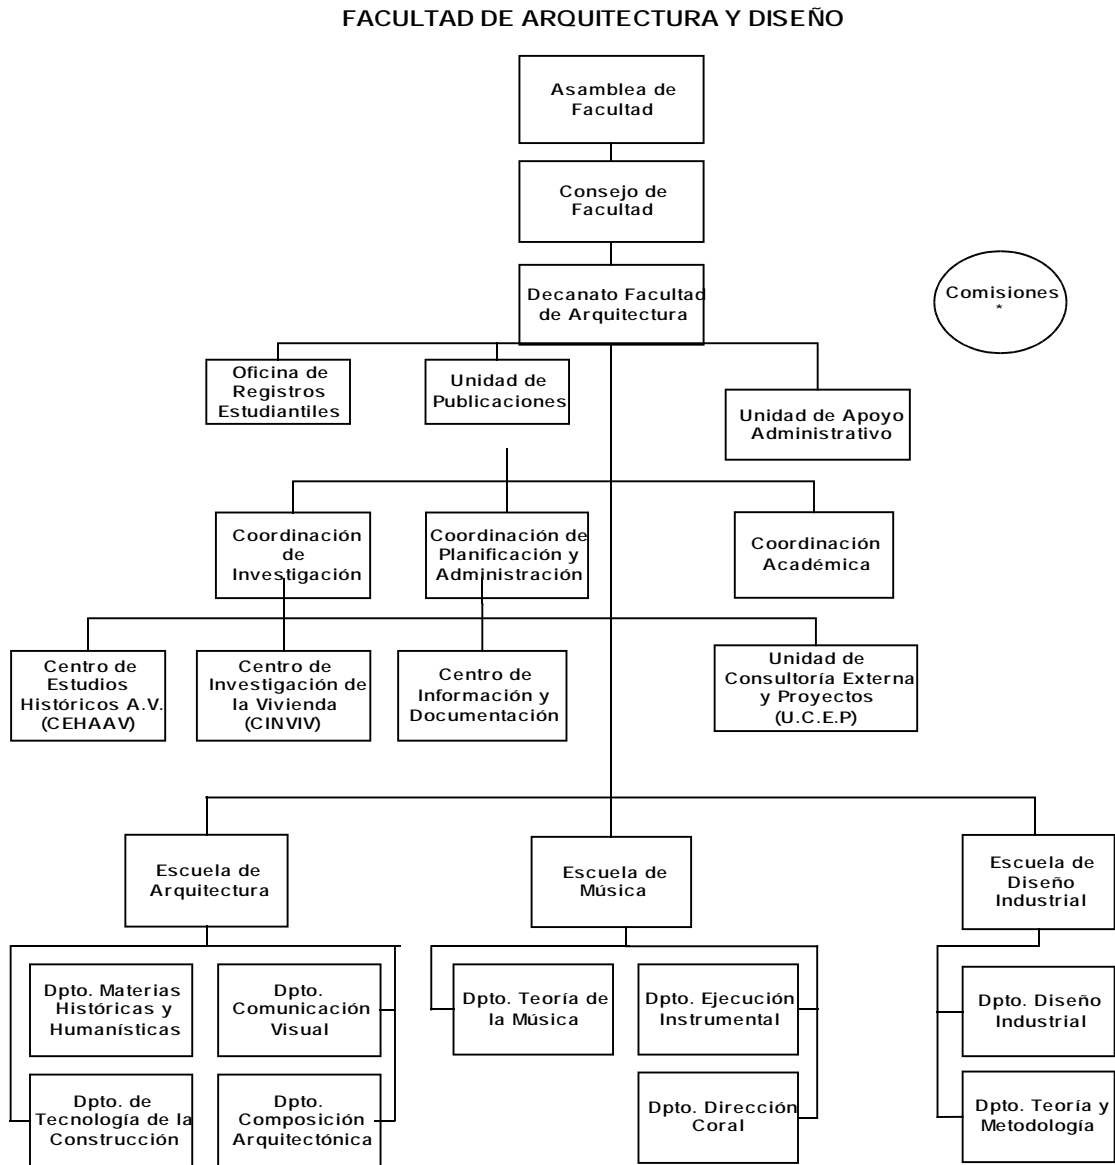 FACULTAD DE ARQUITECTURA Y DISEÑO
Asamblea de
Facultad
Consejo de
Facultad
Decanato Facultad
de Arquitectura
Comisiones
*
Oficina de
Registros
Estudiantiles
Unidad de
Publicaciones
Unidad de Apoyo
Administrativo
Coordinación
de
Investigación
Coordinación de
Planificación y
Administración
Coordinación
Académica
Centro de
Estudios
Históricos A.V.
(CEHAAV)
Centro de
Investigación de
la Vivienda
(CINVIV)
Centro de
Información y
Documentación
Unidad de
Consultoría Externa
y Proyectos
(U.C.E.P)
Escuela de
Arquitectura
Escuela de
Música
Escuela de
Diseño
Industrial
Dpto. Materias
Históricas y
Humanísticas
Dpto.
Comunicación
Visual
Dpto. Teoría de
la Música
Dpto. Ejecución
Instrumental
Dpto. Diseño
Industrial
Dpto. de
Tecnología de la
Construcción
Dpto.
Composición
Arquitectónica
Dpto. Dirección
Coral
Dpto. Teoría y
Metodología